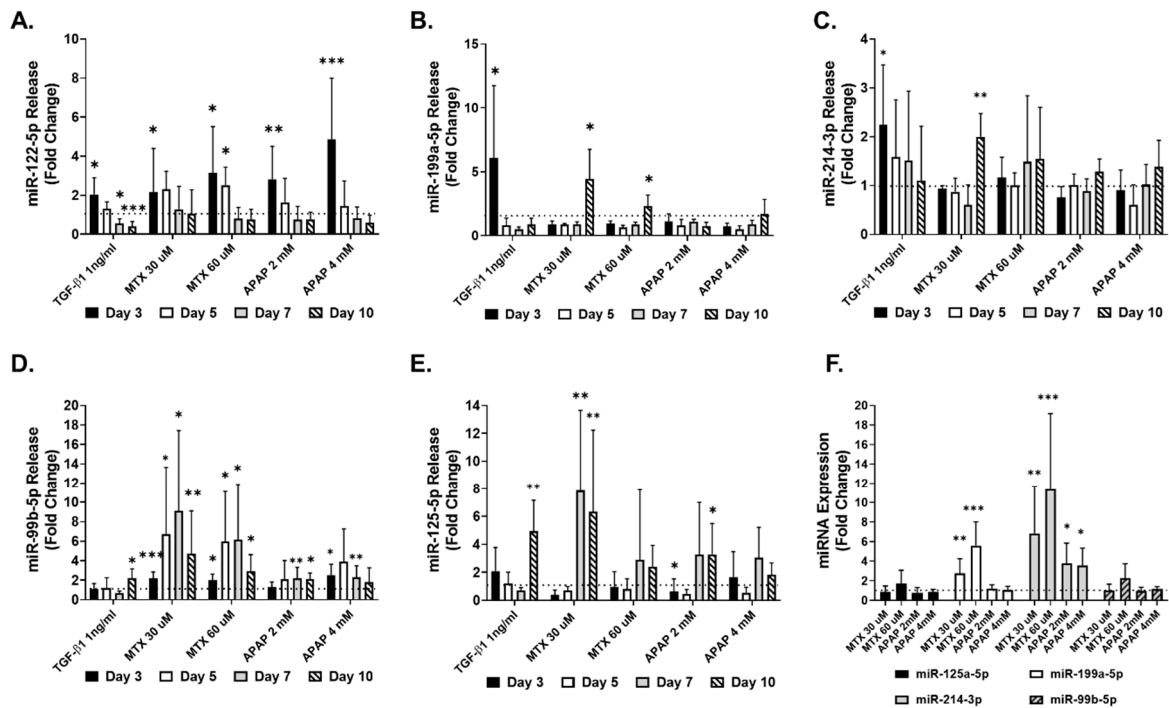 A.
miR-122-5p Release
(Fold Change)
10
8
6
4
2
0
* * *** * * * ** ***
TGF-β1 1ng/ml
MTX 30 uM
MTX 60 uM
APAP 2 mM
APAP 4 mM
Day 3 Day 5 Day 7 Day 10
B.
miR-199a-5p Release
(Fold Change)
15
10
5
0
* * *
TGF-β1 1ng/ml
MTX 30 uM
MTX 60 uM
APAP 2 mM
APAP 4 mM
Day 3 Day 5 Day 7 Day 10
C.
miR-214-3p Release
(Fold Change)
4
3
2
1
0
* **
TGF-β1 1ng/ml
MTX 30 uM
MTX 60 uM
APAP 2 mM
APAP 4 mM
Day 3 Day 5 Day 7 Day 10
D.
miR-99b-5p Release
(Fold Change)
20
18
16
14
12
10
8
6
4
2
0
* *** * * ** * * * * ** * * **
TGF-β1 1ng/ml
MTX 30 uM
MTX 60 uM
APAP 2 mM
APAP 4 mM
Day 3 Day 5 Day 7 Day 10
E.
miR-125-5p Release
(Fold Change)
14
12
10
8
6
4
2
0
** ** ** * *
TGF-β1 1ng/ml
MTX 30 uM
MTX 60 uM
APAP 2 mM
APAP 4 mM
Day 3 Day 5 Day 7 Day 10
F.
miRNA Expression
(Fold Change)
20
18
16
14
12
10
8
6
4
2
0
** *** ** *** * *
MTX 30 uM
MTX 60 uM
APAP 2mM
APAP 4mM
MTX 30 uM
MTX 60 uM
APAP 2mM
APAP 4mM
MTX 30 uM
MTX 60 uM
APAP 2mM
APAP 4mM
MTX 30 uM
MTX 60 uM
APAP 2mM
APAP 4mM
miR-125a-5p miR-199a-5p
miR-214-3p miR-99b-5p